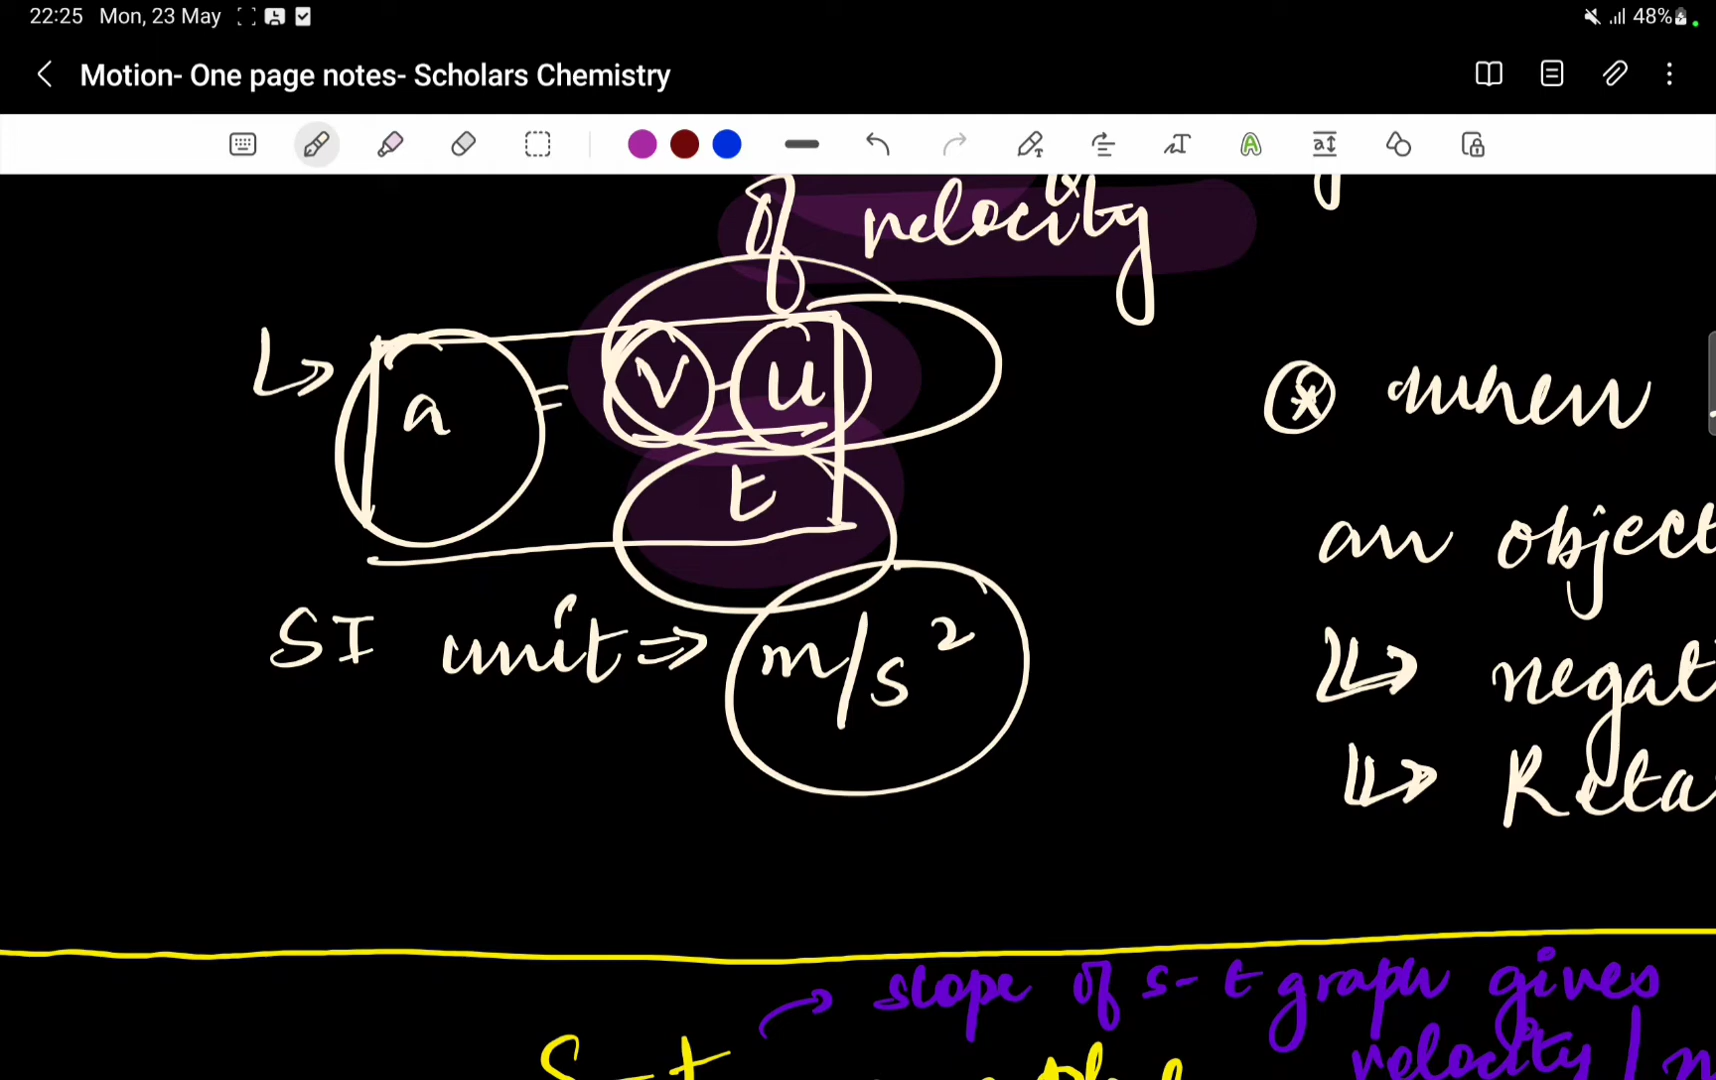 22:25 Mon, 23 May 48%
Motion- One page notes- Scholars Chemistry
of velocity
a = v - u
t
SI unit => m/s²
when
an object
negat
Reta
slope of s-t graph gives
velocity
S-t